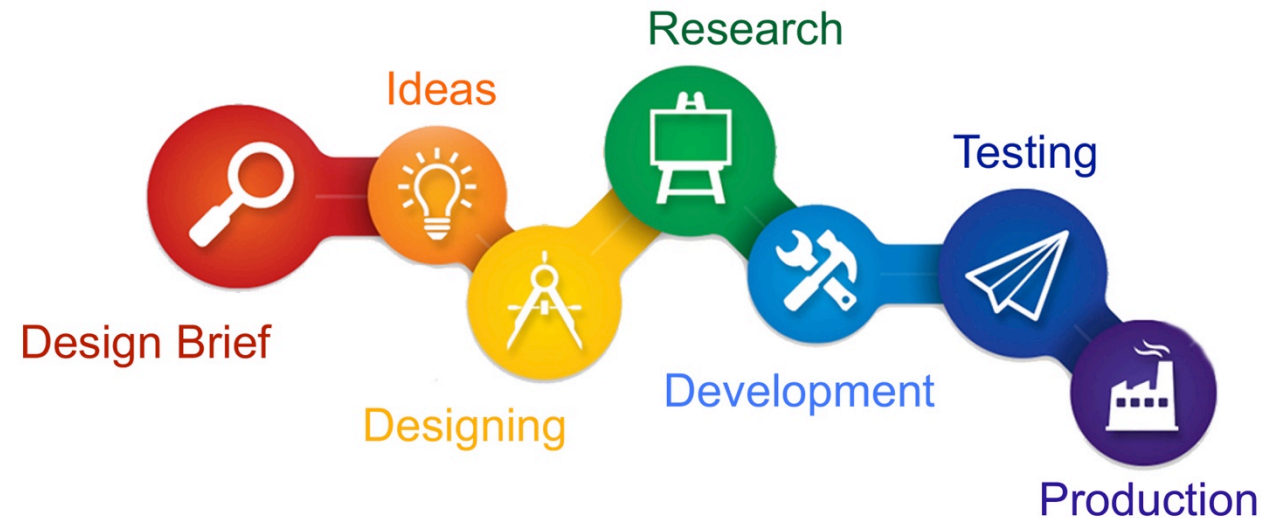 Design Brief
Ideas
Designing
Research
Development
Testing
Production